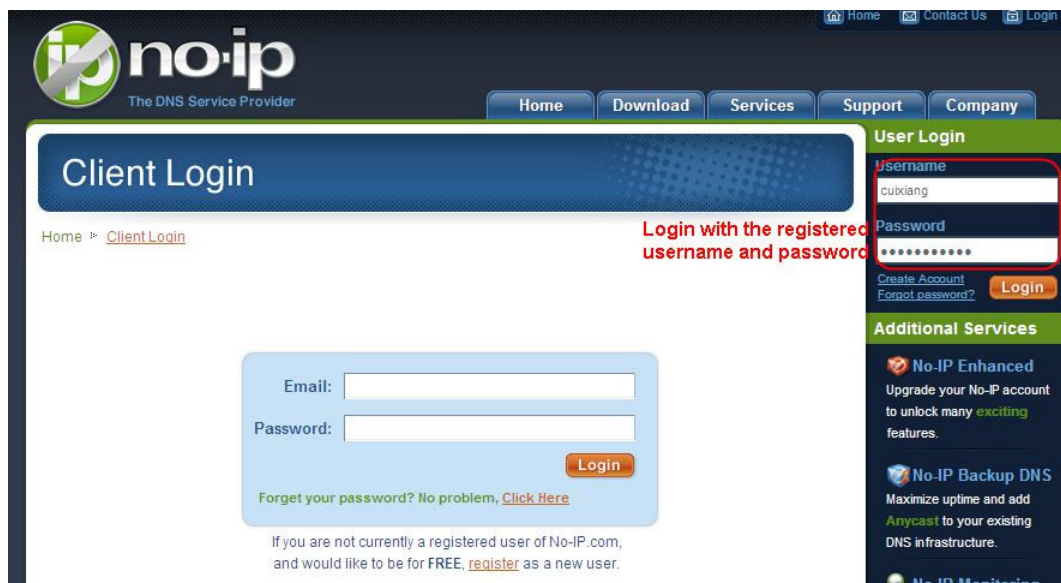 Home Contact Us Login
ip no·ip
The DNS Service Provider
Home Download Services Support Company
Client Login
Home Client Login
Login with the registered
username and password
User Login
Username
cuixiang
Password
•••••••••••
Create Account
Forgot password?
Login
Additional Services
No-IP Enhanced
Upgrade your No-IP account
to unlock many exciting
features.
No-IP Backup DNS
Maximize uptime and add
Anycast to your existing
DNS infrastructure.
No-IP Monitoring
Email:
Password:
Login
Forget your password? No problem, Click Here
If you are not currently a registered user of No-IP.com,
and would like to be for FREE, register as a new user.